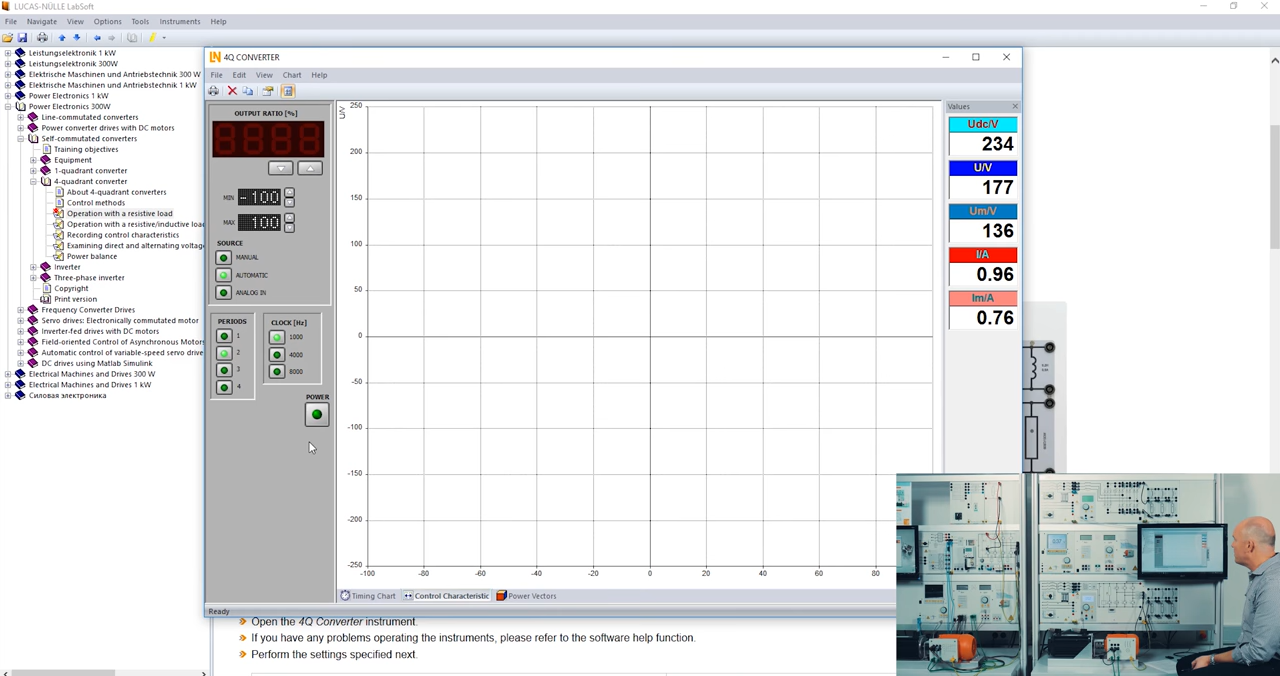 LUCAS-NÜLLE LabSoft
File Navigate View Options Tools Instruments Help
Leistungselektronik 1 kW
Leistungselektronik 300W
Elektrische Maschinen und Antriebstechnik 300 W
Elektrische Maschinen und Antriebstechnik 1 kW
Power Electronics 1 kW
Power Electronics 300W
Line-commutated converters
Power converter drives with DC motors
Self-commutated converters
Training objectives
Equipment
1-quadrant converter
4-quadrant converter
About 4-quadrant converters
Control methods
Operation with a resistive load
Operation with a resistive/inductive loa
Recording control characteristics
Examining direct and alternating voltage
Power balance
Inverter
Three-phase inverter
Copyright
Print version
Frequency Converter Drives
Servo drives: Electronically commutated motor
Inverter-fed drives with DC motors
Field-oriented Control of Asynchronous Motors
Automatic control of variable-speed servo drive
DC drives using Matlab Simulink
Electrical Machines and Drives 300 W
Electrical Machines and Drives 1 kW
Силовая электроника
4Q CONVERTER
File Edit View Chart Help
OUTPUT RATIO [%]
MIN -100
MAX 100
SOURCE
MANUAL
AUTOMATIC
ANALOG IN
PERIODS
1
2
3
4
CLOCK [Hz]
1000
4000
8000
POWER
U/V
250
200
150
100
50
0
-50
-100
-150
-200
-250
-100 -80 -60 -40 -20 0 20 40 60 80
Timing Chart Control Characteristic Power Vectors
Ready
Values
Udc/V
234
U/V
177
Um/V
136
I/A
0.96
Im/A
0.76
Open the 4Q Converter instrument.
If you have any problems operating the instruments, please refer to the software help function.
Perform the settings specified next.